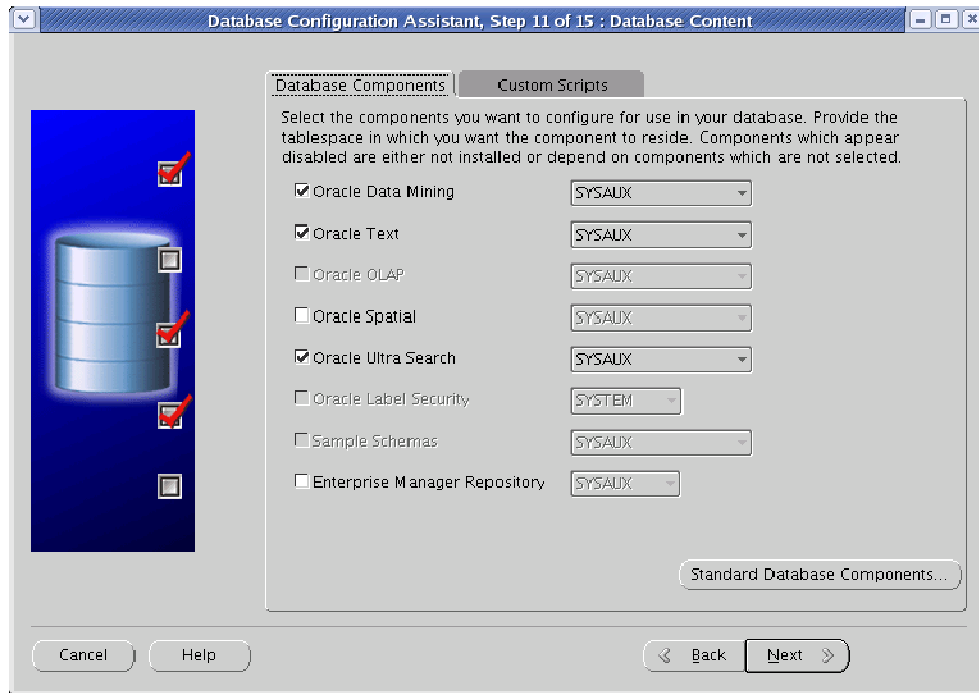 Database Configuration Assistant, Step 11 of 15 : Database Content
Database Components
Custom Scripts
Select the components you want to configure for use in your database. Provide the
tablespace in which you want the component to reside. Components which appear
disabled are either not installed or depend on components which are not selected.
Oracle Data Mining SYSAUX
Oracle Text SYSAUX
Oracle OLAP SYSAUX
Oracle Spatial SYSAUX
Oracle Ultra Search SYSAUX
Oracle Label Security SYSTEM
Sample Schemas SYSAUX
Enterprise Manager Repository SYSAUX
Standard Database Components...
Cancel Help Back Next